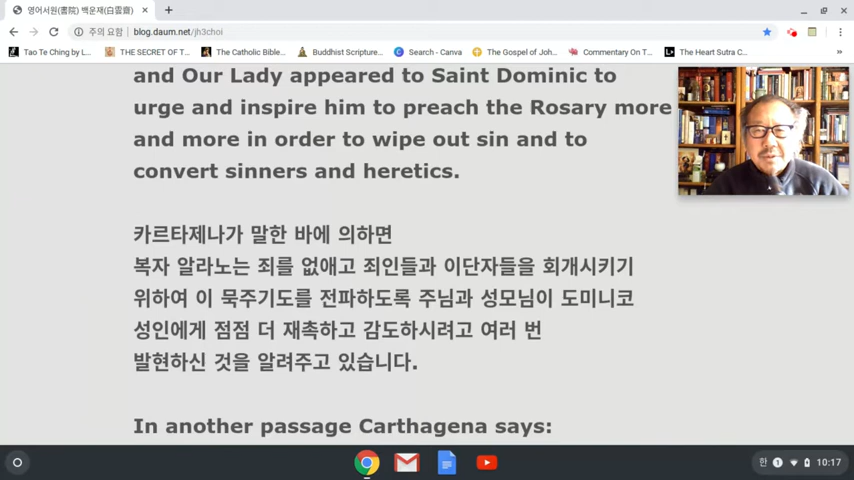 영어서원(書院) 백운재(白雲齋)
주의 요함
blog.daum.net/jh3choi
Tao Te Ching by L...
THE SECRET OF T...
The Catholic Bible...
Buddhist Scripture...
Search - Canva
The Gospel of Joh...
Commentary On T...
The Heart Sutra C...
»
and Our Lady appeared to Saint Dominic to
urge and inspire him to preach the Rosary more
and more in order to wipe out sin and to
convert sinners and heretics.
카르타제나가 말한 바에 의하면
복자 알라노는 죄를 없애고 죄인들과 이단자들을 회개시키기
위하여 이 묵주기도를 전파하도록 주님과 성모님이 도미니코
성인에게 점점 더 재촉하고 감도하시려고 여러 번
발현하신 것을 알려주고 있습니다.
In another passage Carthagena says:
한
1
10:17